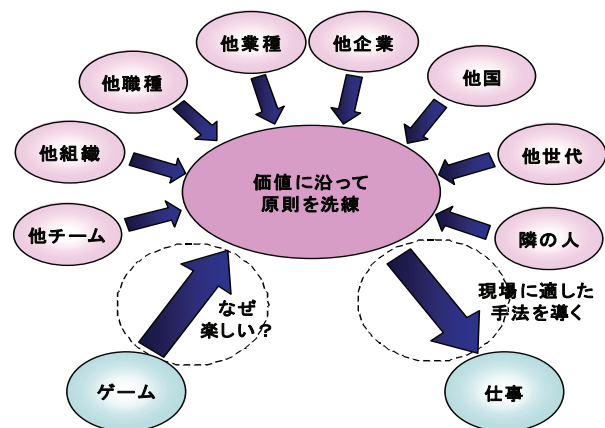 他業種
他企業
他職種
他国
他組織
他世代
価値に沿って
原則を洗練
他チーム
隣の人
なぜ
楽しい？
現場に適した
手法を導く
ゲーム
仕事